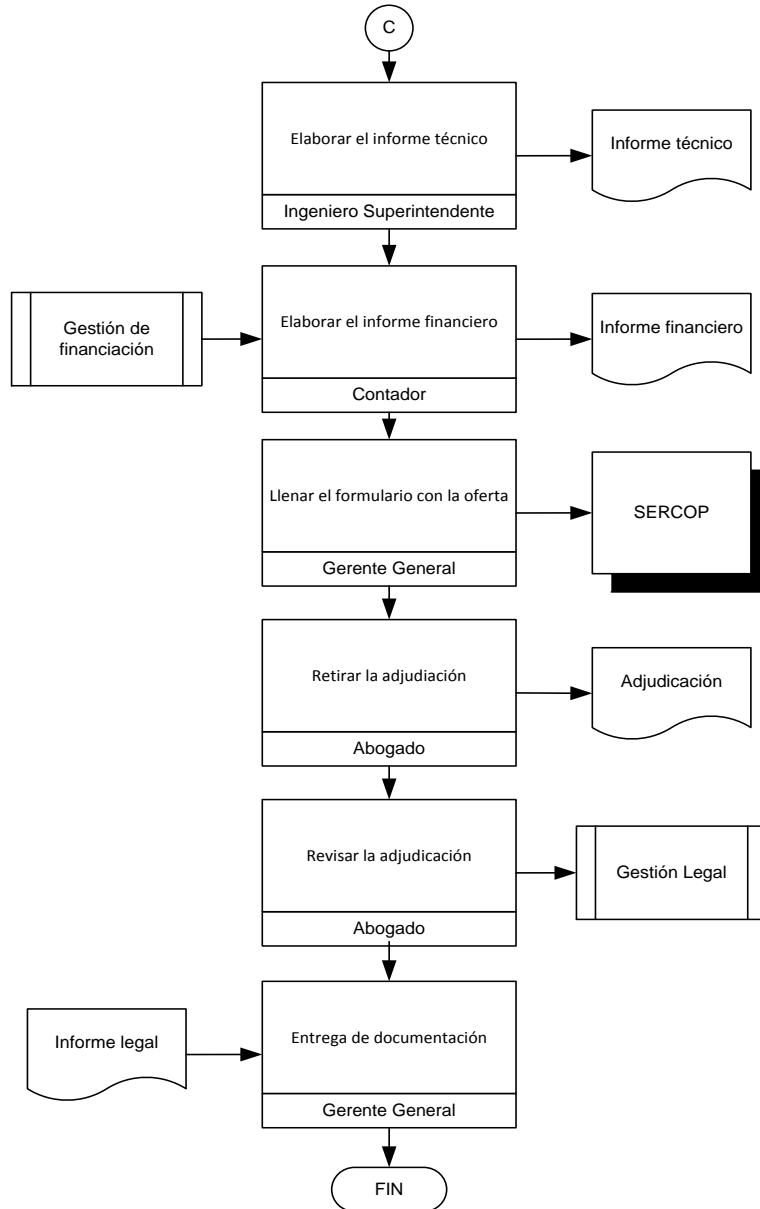 C
Elaborar el informe técnico
Informe técnico
Ingeniero Superintendente
Gestión de
financiación
Elaborar el informe financiero
Informe financiero
Contador
Llenar el formulario con la oferta
SERCOP
Gerente General
Retirar la adjudiación
Adjudicación
Abogado
Revisar la adjudicación
Gestión Legal
Abogado
Informe legal
Entrega de documentación
Gerente General
FIN